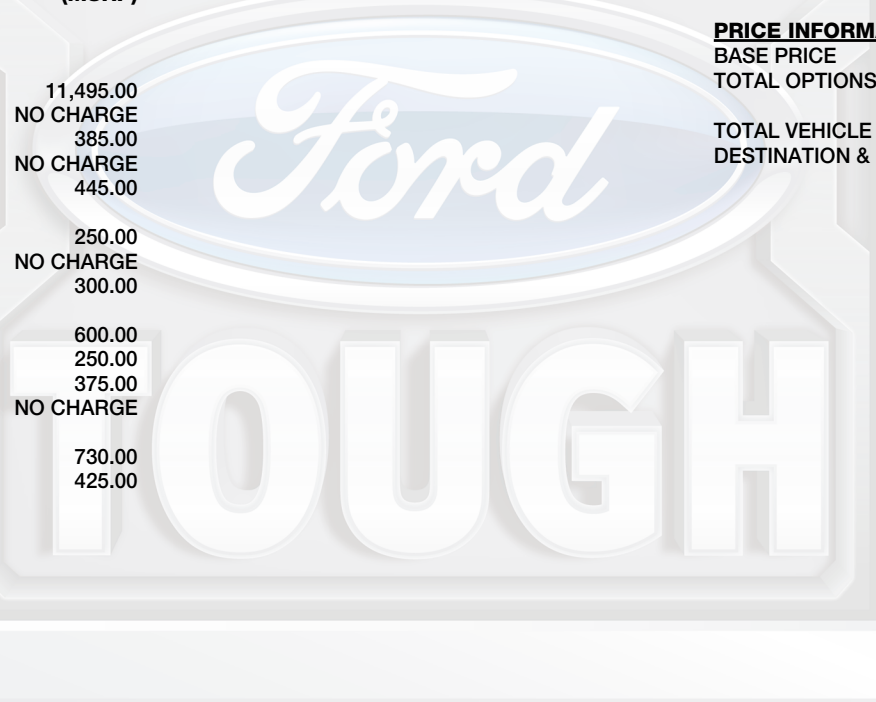 11,495.00
NO CHARGE
385.00
NO CHARGE
445.00
250.00
NO CHARGE
300.00
600.00
250.00
375.00
NO CHARGE
730.00
425.00
PRICE INFORM
BASE PRICE
TOTAL OPTIONS
TOTAL VEHICLE
DESTINATION &
Ford
TOUGH